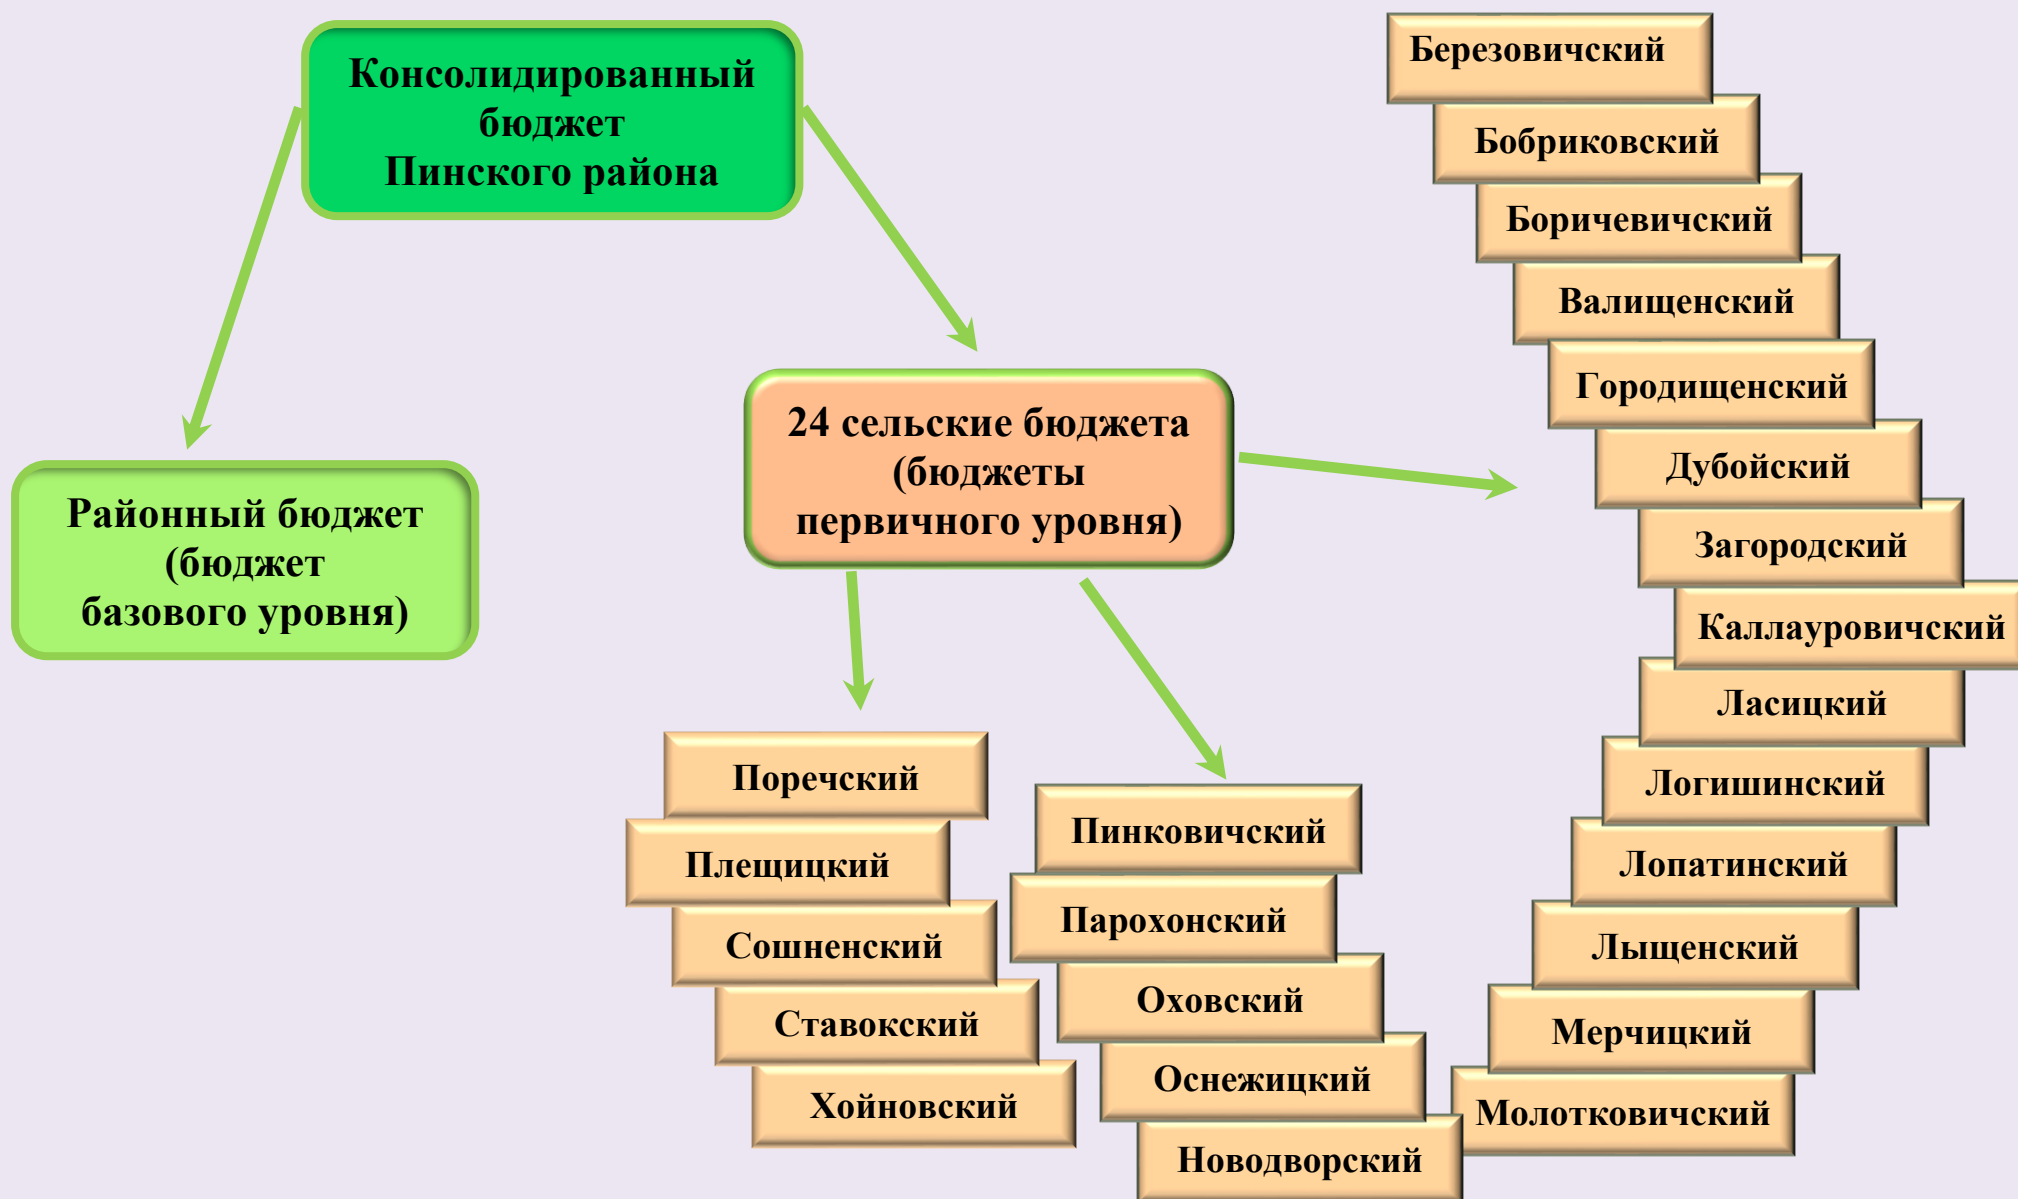 Консолидированный
бюджет
Пинского района
Районный бюджет
(бюджет
базового уровня)
24 сельские бюджета
(бюджеты
первичного уровня)
Березовичский
Бобриковский
Боричевичский
Валищенский
Городищенский
Дубойский
Загородский
Каллауровичский
Ласицкий
Логишинский
Лопатинский
Лыщенский
Мерчицкий
Молотковичский
Поречский
Плещицкий
Сошненский
Ставокский
Хойновский
Пинковичский
Парохонский
Оховский
Оснежицкий
Новодворский